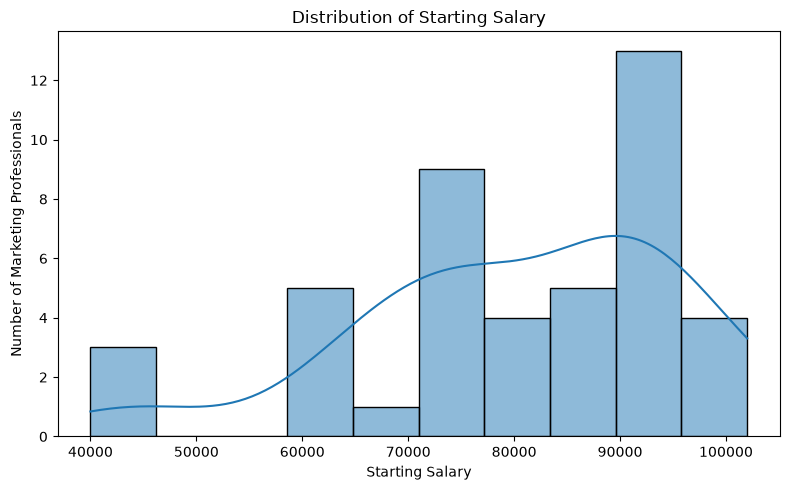 Distribution of Starting Salary
Number of Marketing Professionals
12
10
8
6
4
2
0
40000 50000 60000 70000 80000 90000 100000
Starting Salary